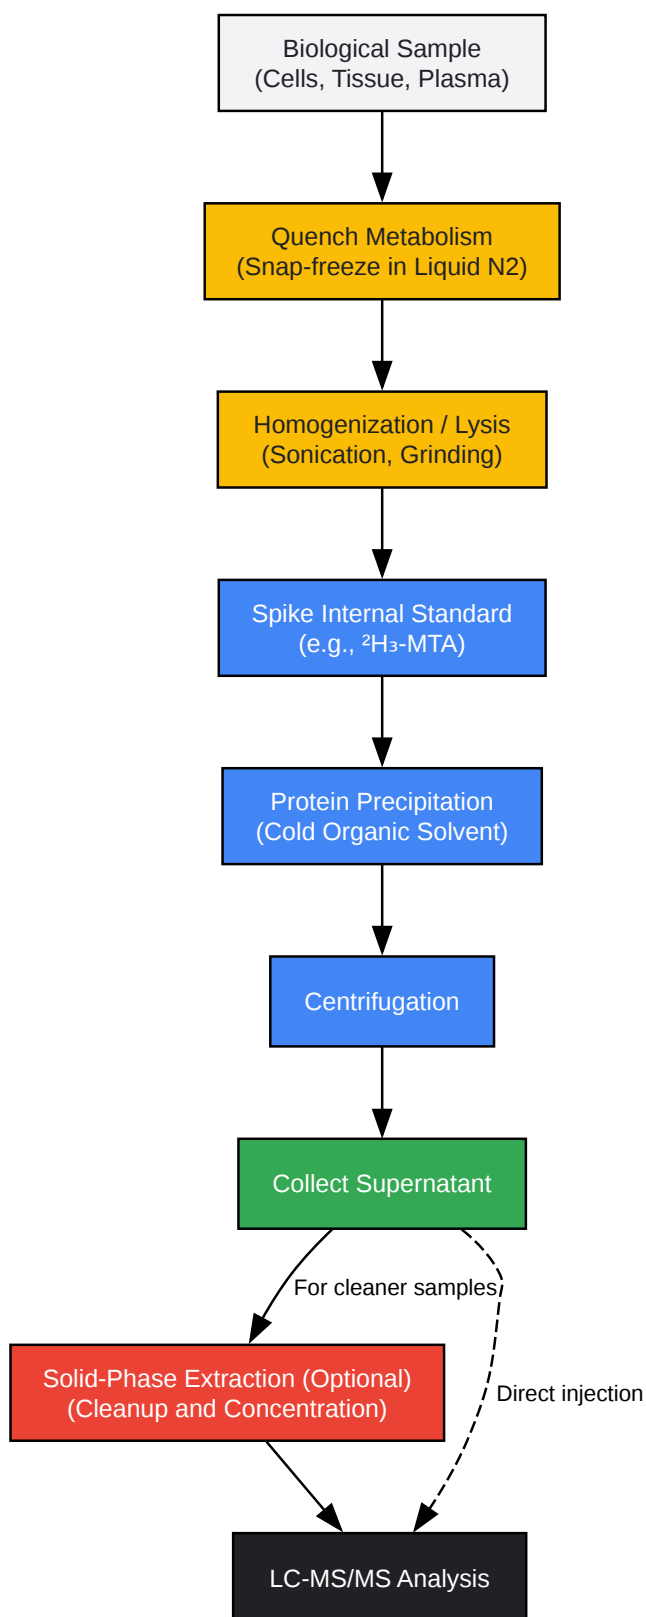 Biological Sample
(Cells, Tissue, Plasma)
Quench Metabolism
(Snap-freeze in Liquid N2)
Homogenization / Lysis
(Sonication, Grinding)
Spike Internal Standard
(e.g., ²H₃-MTA)
Protein Precipitation
(Cold Organic Solvent)
Centrifugation
Collect Supernatant
For cleaner samples
Solid-Phase Extraction (Optional)
(Cleanup and Concentration)
Direct injection
LC-MS/MS Analysis